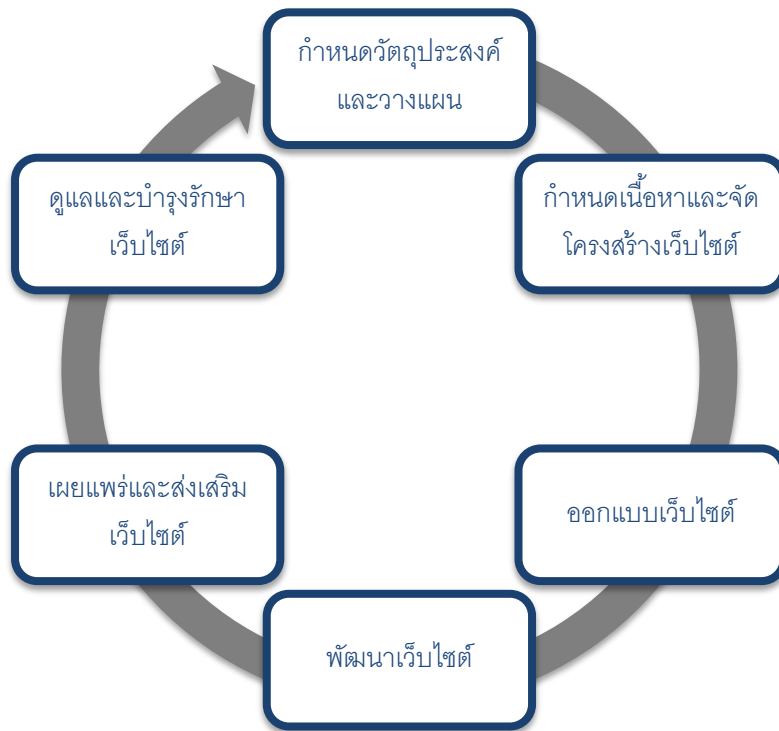 กำหนดวัตถุประสงค์
และวางแผน
กำหนดเนื้อหาและจัด
โครงสร้างเว็บไซต์
ออกแบบเว็บไซต์
พัฒนาเว็บไซต์
เผยแพร่และส่งเสริม
เว็บไซต์
ดูแลและบำรุงรักษา
เว็บไซต์